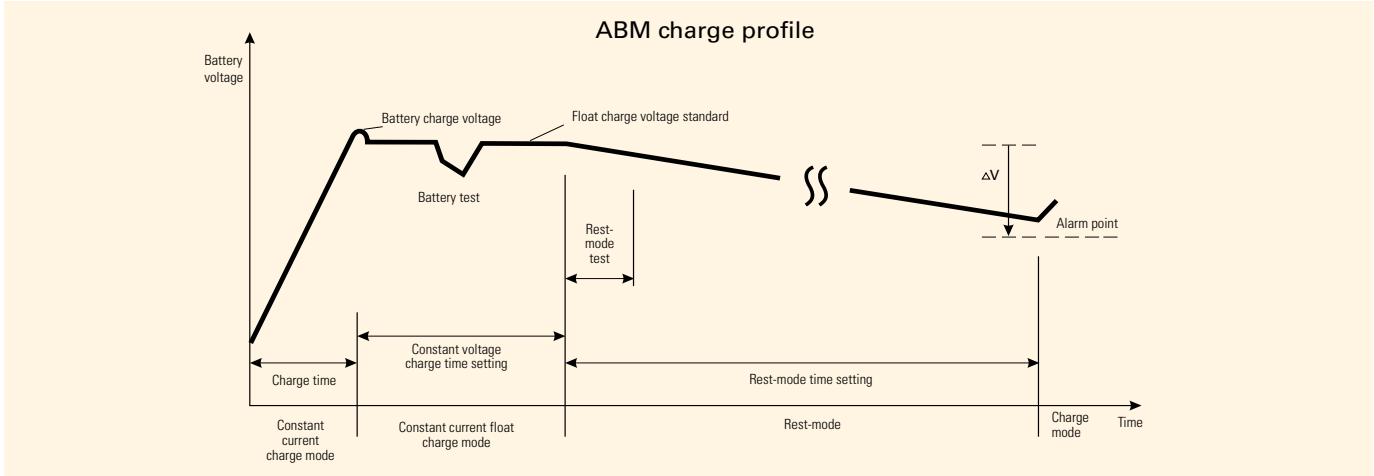 ABM charge profile
Battery
voltage
Battery charge voltage
Float charge voltage standard
Battery test
ΔV
Alarm point
Rest-
mode
test
Constant voltage
charge time setting
Charge time
Rest-mode time setting
Constant
current
charge mode
Constant current float
charge mode
Rest-mode
Charge
mode
Time